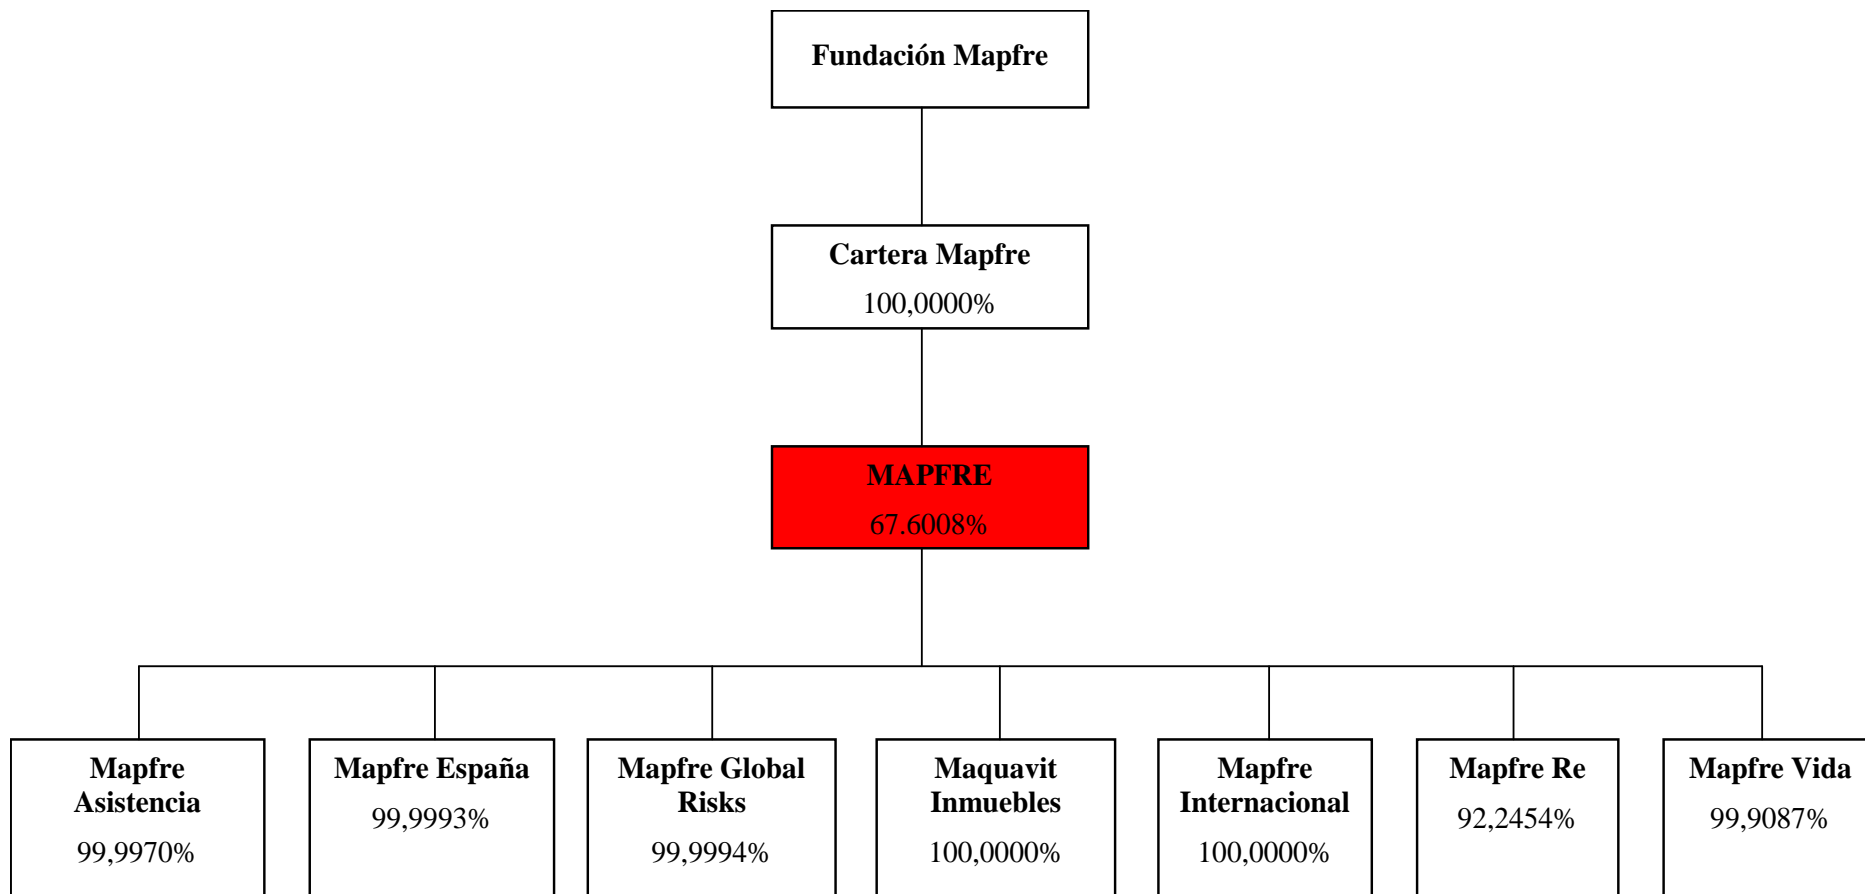 Fundación Mapfre
Cartera Mapfre
100,0000%
MAPFRE
67.6008%
Mapfre
Asistencia
99,9970%
Mapfre España
99,9993%
Mapfre Global
Risks
99,9994%
Maquavit
Inmuebles
100,0000%
Mapfre
Internacional
100,0000%
Mapfre Re
92,2454%
Mapfre Vida
99,9087%